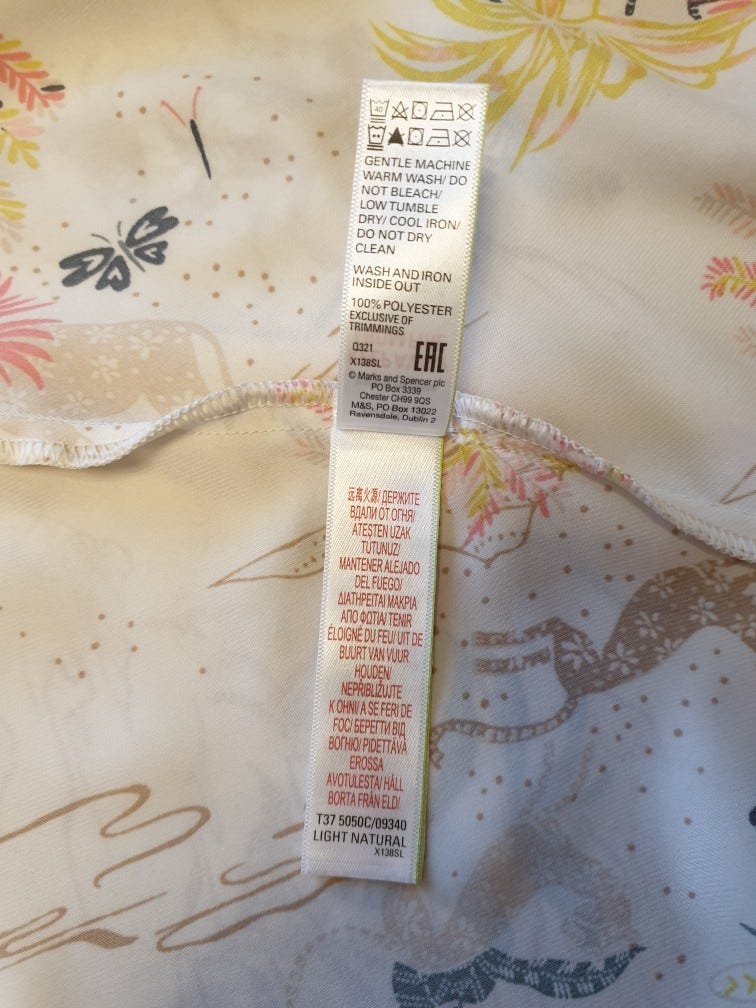 40
GENTLE MACHINE
WARM WASH/ DO
NOT BLEACH/
LOW TUMBLE
DRY/ COOL IRON/
DO NOT DRY
CLEAN
WASH AND IRON
INSIDE OUT
100% POLYESTER
EXCLUSIVE OF
TRIMMINGS
Q321
X138SL
EAC
© Marks and Spencer plc
PO Box 3339
Chester CH99 9QS
M&S, PO Box 13022
Ravensdale, Dublin 2
远离火源/ ДЕРЖИТЕ
ВДАЛИ ОТ ОГНЯ/
ATESTEN UZAK
TUTUNUZ/
MANTENER ALEJADO
DEL FUEGO/
ΔΙΑΤΗΡΕΙΤΑΙ ΜΑΚΡΙΑ
ΑΠΟ ΦΩΤΙΑ/ TENIR
ÉLOIGNÉ DU FEU/ UIT DE
BUURT VAN VUUR
HOUDEN/
NEPŘIBLIŽUJTE
K OHNI/ A SE FERI DE
FOC/ БЕРЕГТИ ВІД
ВОГНЮ/ PIDETTÄVÄ
EROSSA
AVOTULESTA/ HÅLL
BORTA FRÅN ELD/
T37 5050C/09340
LIGHT NATURAL
X138SL